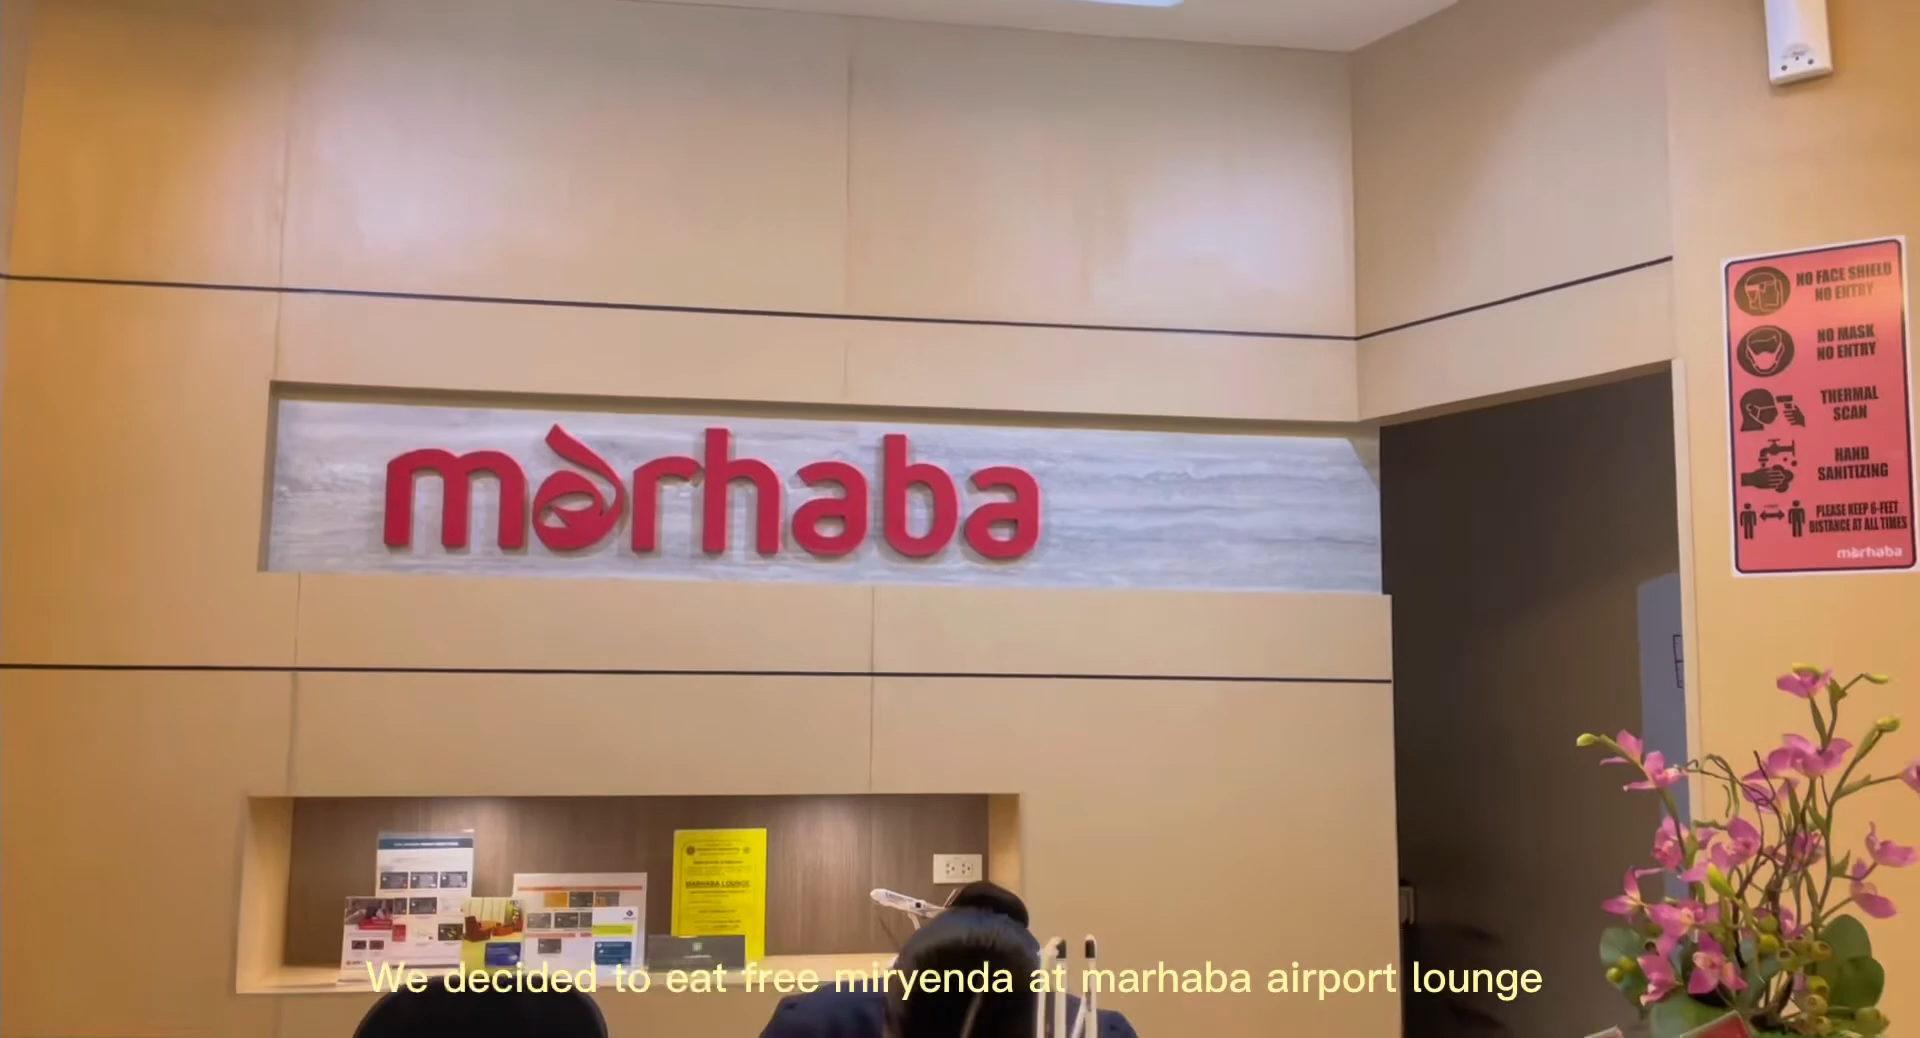 marhaba
NO FACE SHIELD
NO ENTRY
NO MASK
NO ENTRY
THERMAL
SCAN
HAND
SANITIZING
PLEASE KEEP 6-FEET
DISTANCE AT ALL TIMES
marhaba
MARHABA LOUNGE
We decided to eat free miryenda at marhaba airport lounge